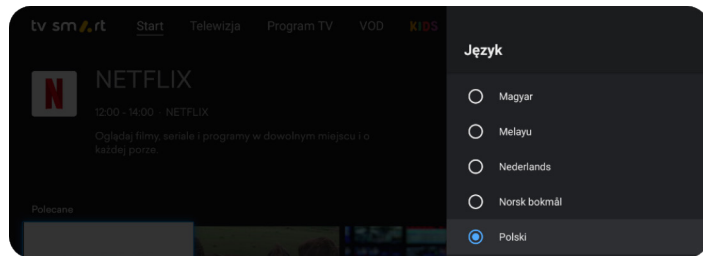 tv smart Start Telewizja Program TV VOD KIDS
N
NETFLIX
12:00 - 14:00 · NETFLIX
Oglądaj filmy, seriale i programy w dowolnym miejscu i o
każdej porze.
Polecane
Język
Magyar
Melayu
Nederlands
Norsk bokmål
Polski